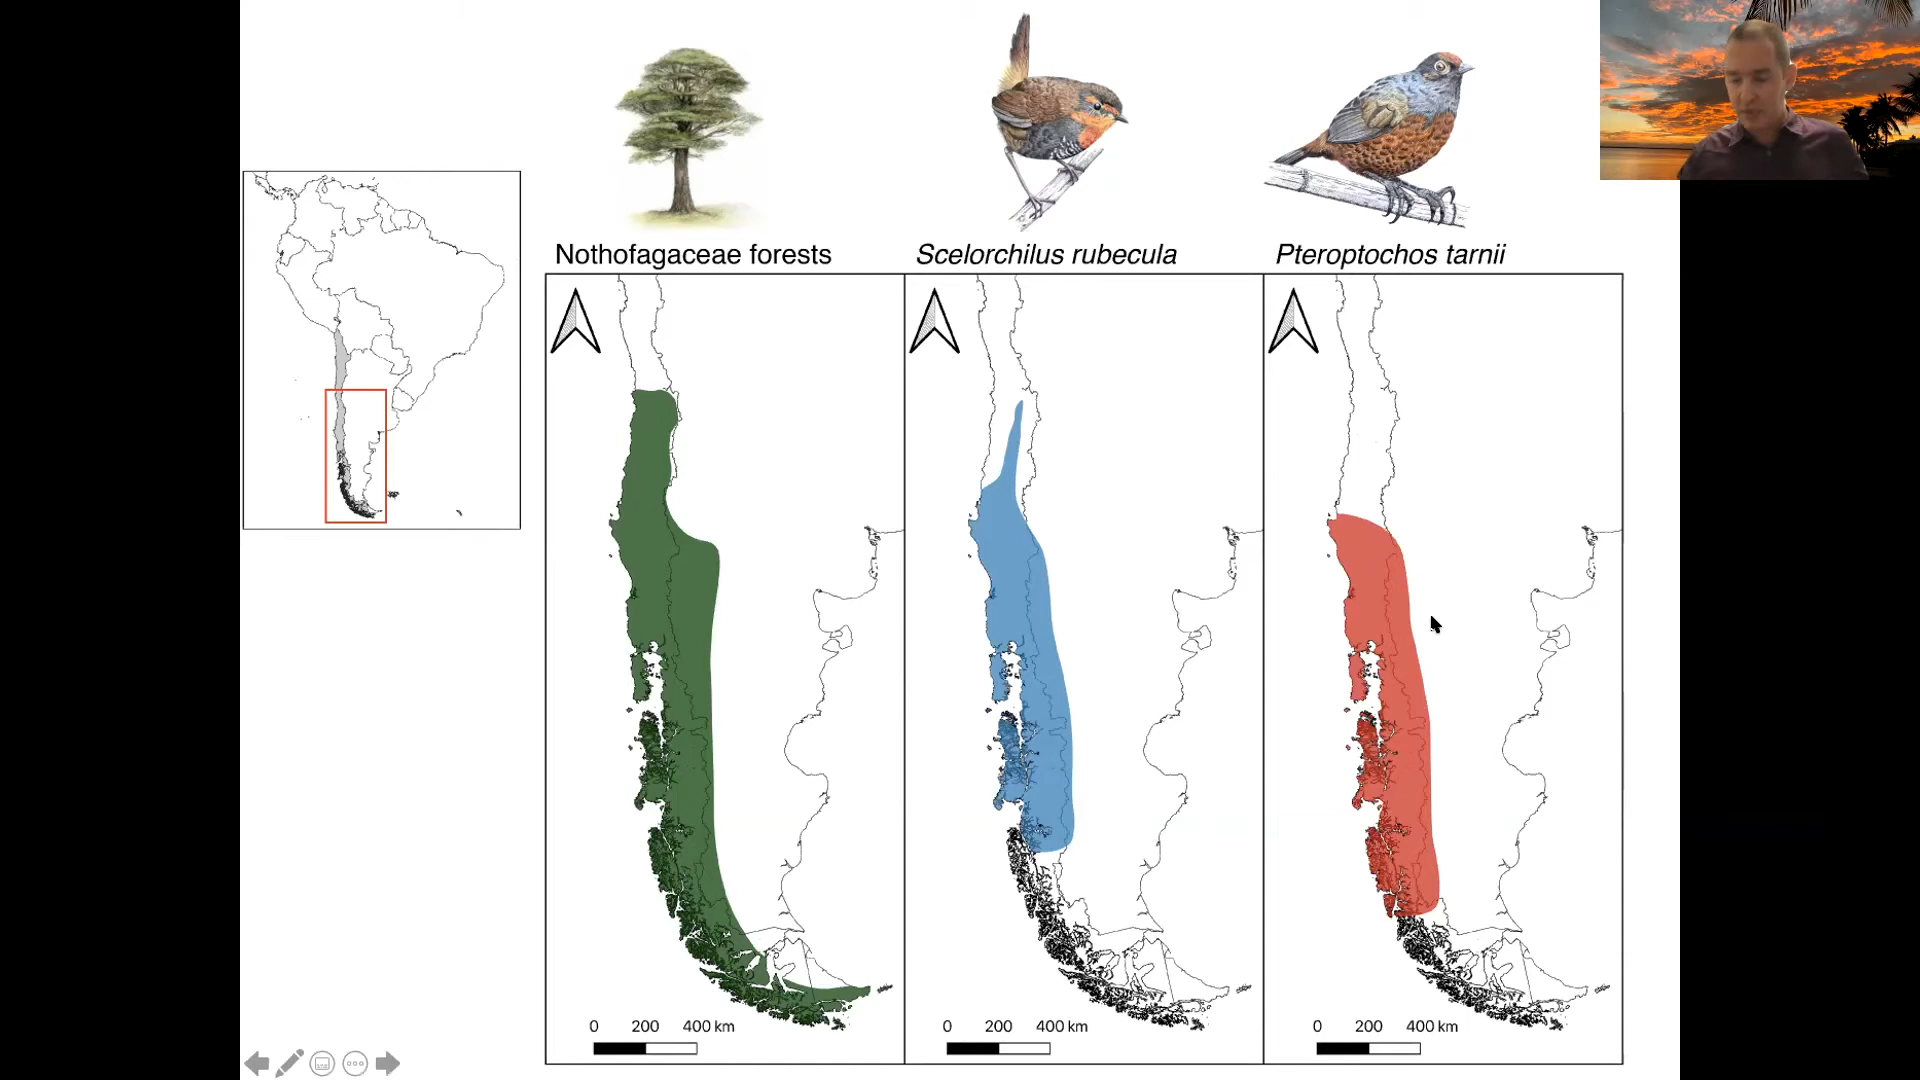 Nothofagaceae forests
Scelorchilus rubecula
Pteroptochos tarnii
0 200 400 km
0 200 400 km
0 200 400 km